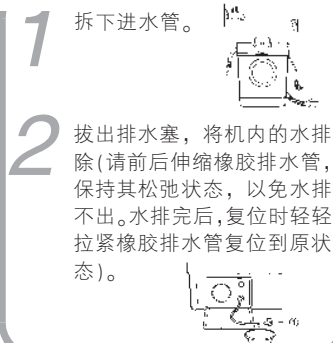 1 拆下进水管。
2 拔出排水塞，将机内的水排
除(请前后伸缩橡胶排水管，
保持其松弛状态，以免水排
不出。水排完后，复位时轻轻
拉紧橡胶排水管复位到原状
态)。